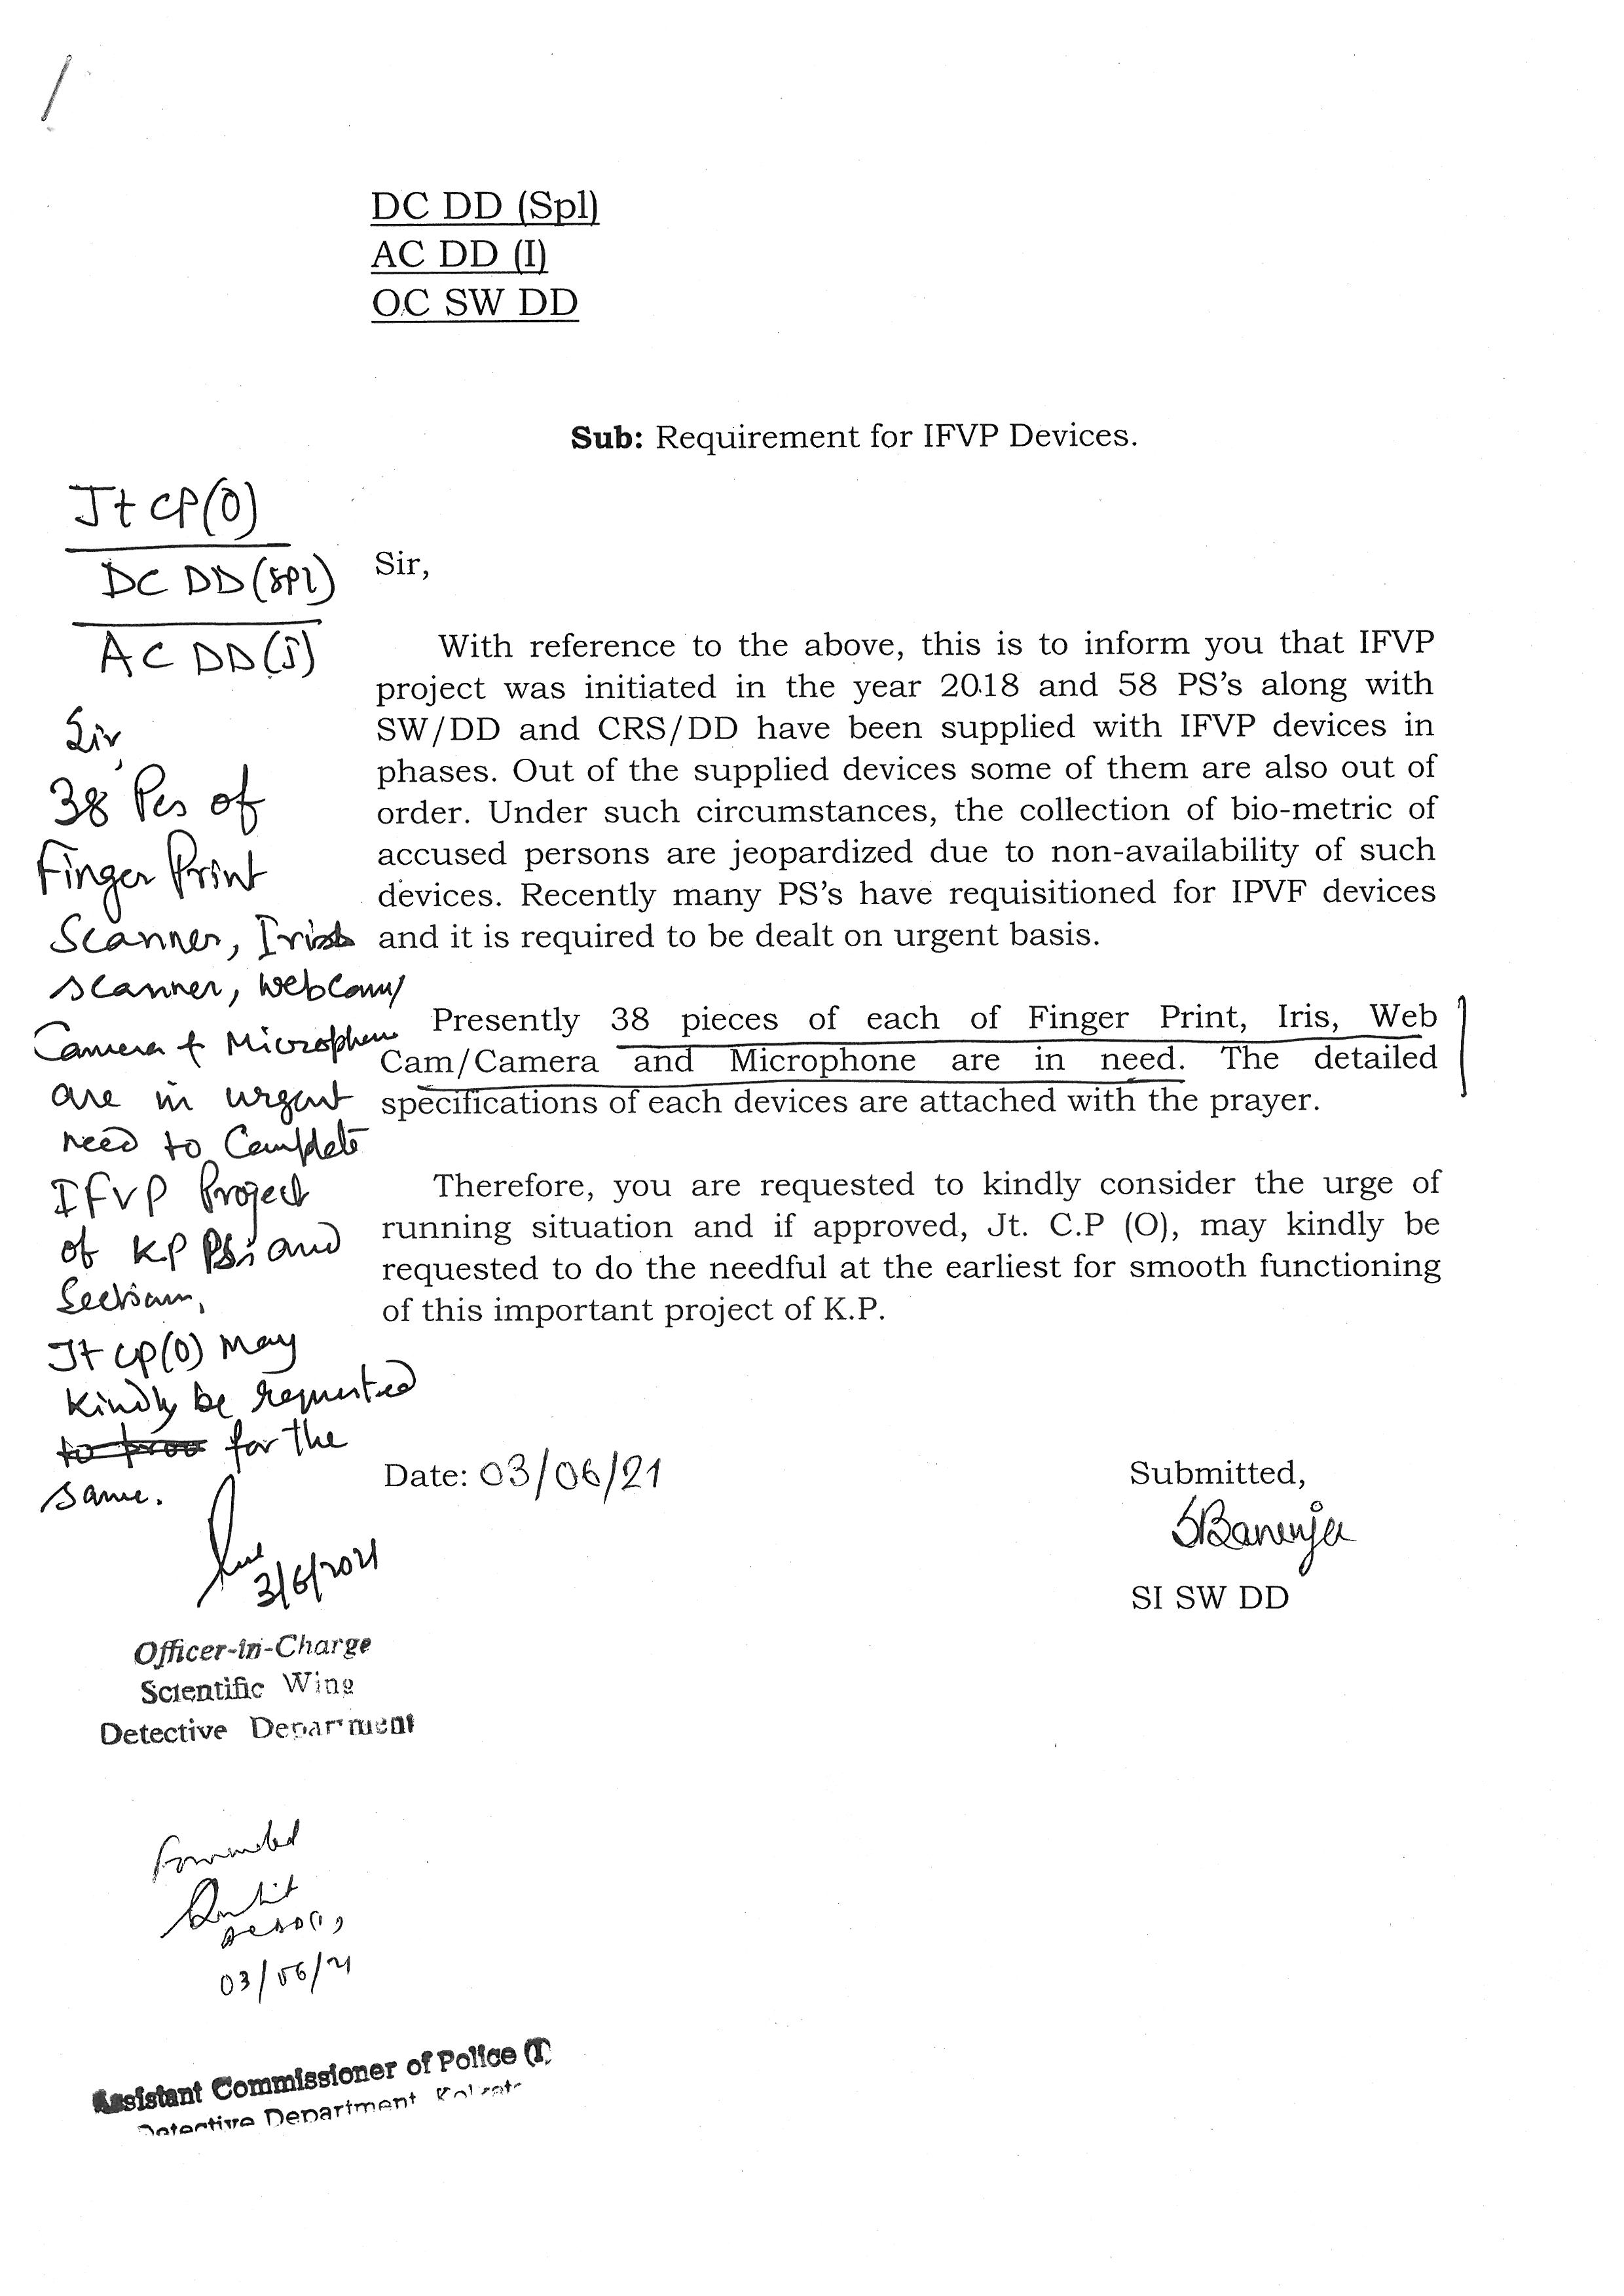 DC DD (Spl)
AC DD (I)
OC SW DD
Sub: Requirement for IFVP Devices.
Sir,
With reference to the above, this is to inform you that IFVP
project was initiated in the year 2018 and 58 PS's along with
SW/DD and CRS/DD have been supplied with IFVP devices in
phases. Out of the supplied devices some of them are also out of
order. Under such circumstances, the collection of bio-metric of
accused persons are jeopardized due to non-availability of such
devices. Recently many PS's have requisitioned for IPVF devices
and it is required to be dealt on urgent basis.
Presently 38 pieces of each of Finger Print, Iris, Web
Cam/Camera and Microphone are in need. The detailed
specifications of each devices are attached with the prayer.
Therefore, you are requested to kindly consider the urge of
running situation and if approved, Jt. C.P (O), may kindly be
requested to do the needful at the earliest for smooth functioning
of this important project of K.P.
Date: 03/06/21
Submitted,
SBanerjee
SI SW DD
Jt CP(O)
DC DD(Spl)
AC DD(I)
Sir,
38 Pcs of
Finger Print
Scanner, Iris
scanner, Webcam/
Camera & Microphone
are in urgent
need to Complete
IFVP Project
of KP PSs and
Sections,
Jt CP(O) may
kindly be requested
for the
same.
3/6/2021
Officer-in-Charge
Scientific Wing
Detective Department
Forwarded
03/06/21
Assistant Commissioner of Police (I)
Detective Department